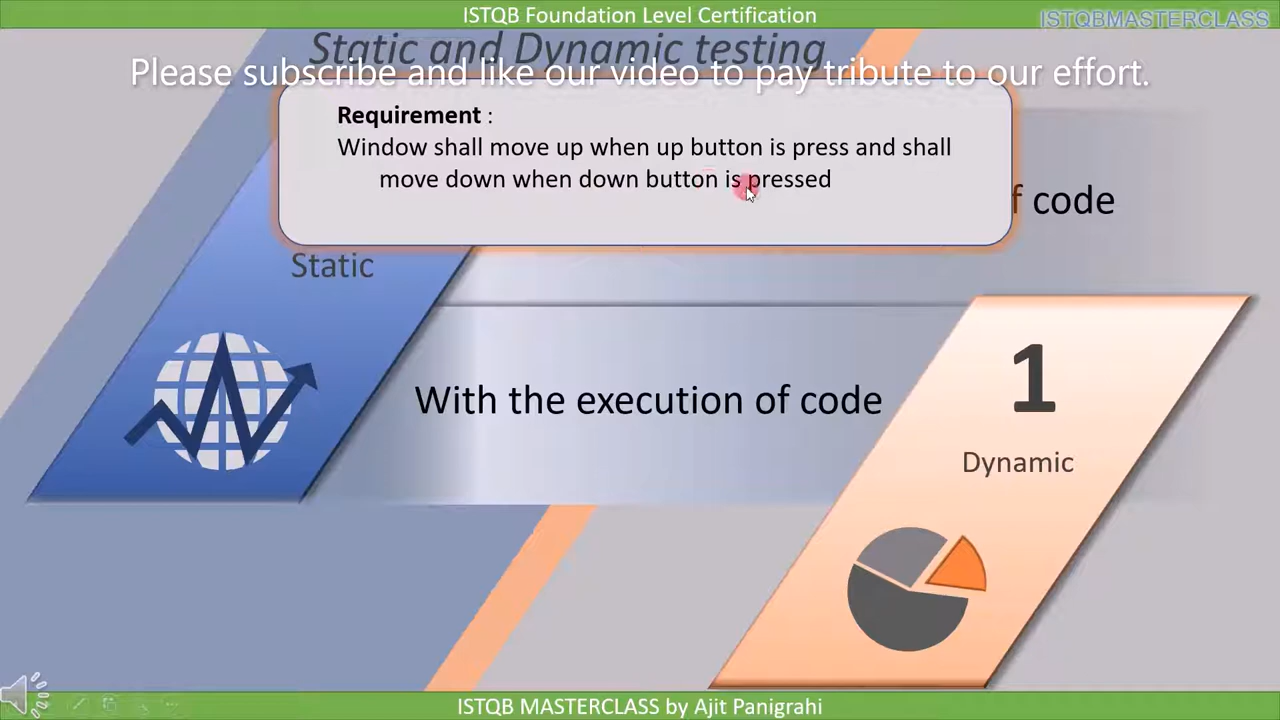 ISTQB Foundation Level Certification
ISTQBMASTERCLASS
Static and Dynamic testing
Please subscribe and like our video to pay tribute to our effort.
Requirement :
Window shall move up when up button is press and shall
move down when down button is pressed
of code
Static
With the execution of code
1
Dynamic
ISTQB MASTERCLASS by Ajit Panigrahi